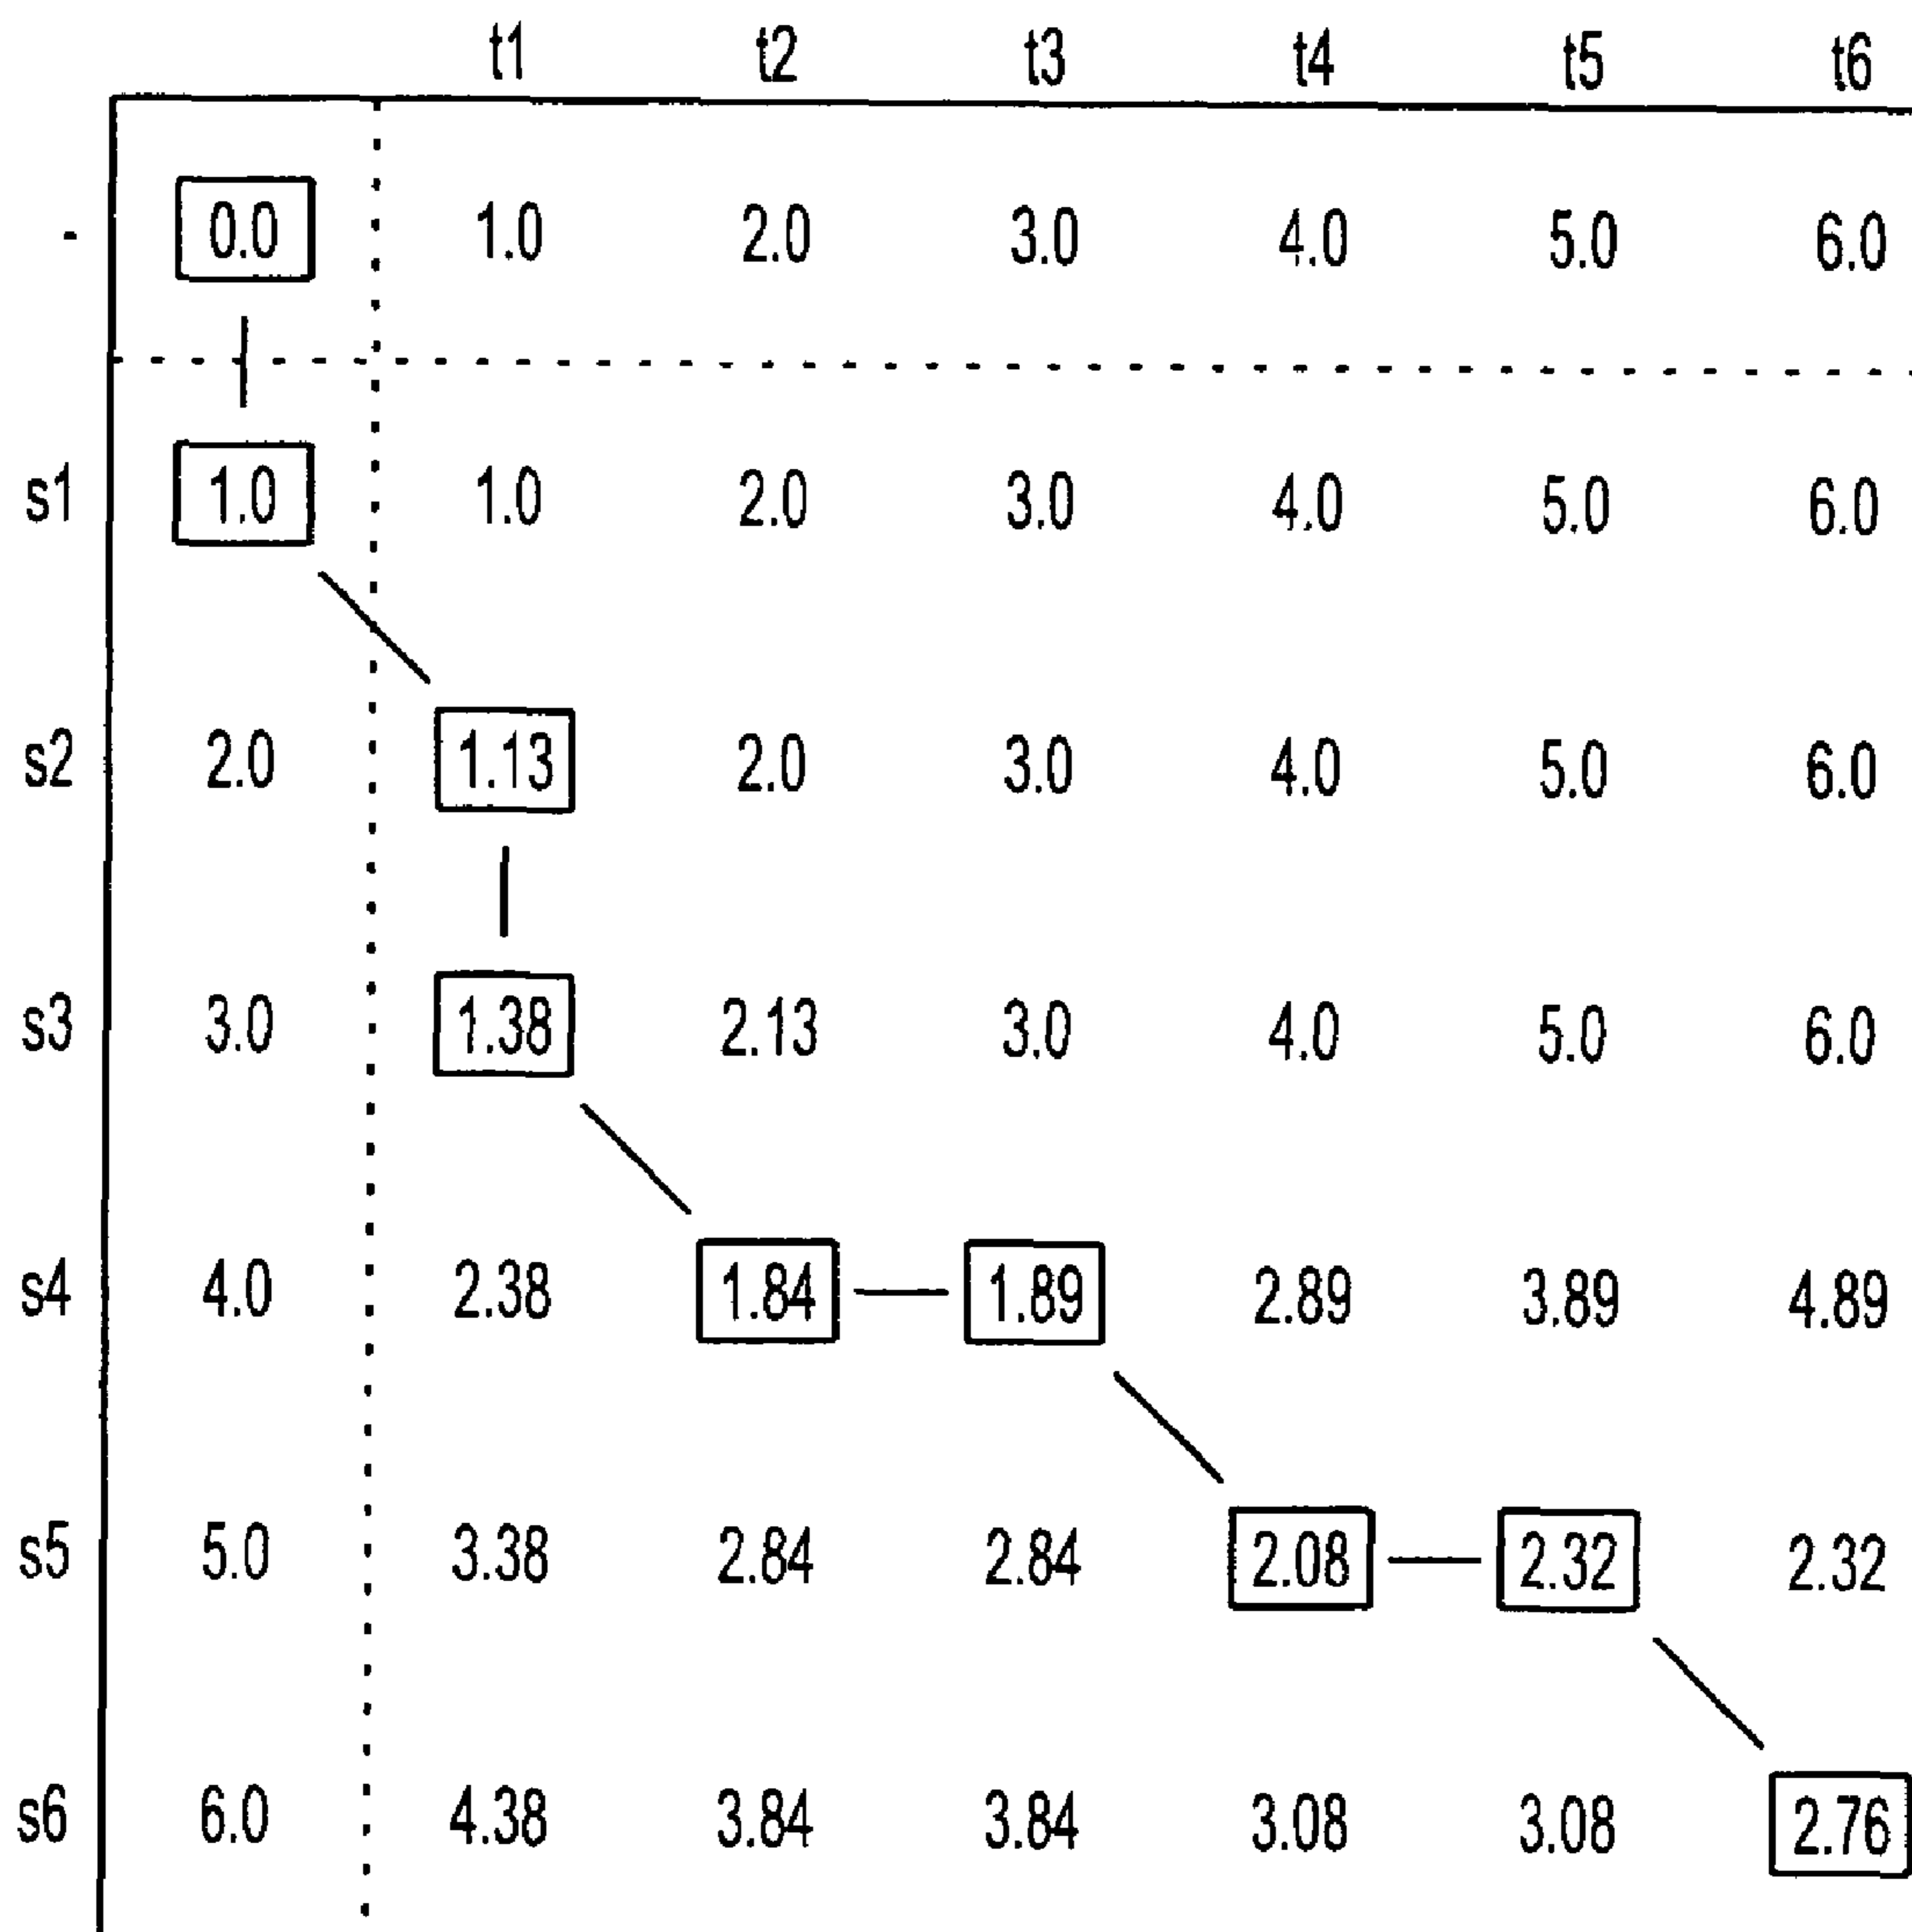 t1 t2 t3 t4 t5 t6
- 0.0 1.0 2.0 3.0 4.0 5.0 6.0
s1 1.0 1.0 2.0 3.0 4.0 5.0 6.0
s2 2.0 1.13 2.0 3.0 4.0 5.0 6.0
s3 3.0 1.38 2.13 3.0 4.0 5.0 6.0
s4 4.0 2.38 1.84 1.89 2.89 3.89 4.89
s5 5.0 3.38 2.84 2.84 2.08 2.32 2.32
s6 6.0 4.38 3.84 3.84 3.08 3.08 2.76